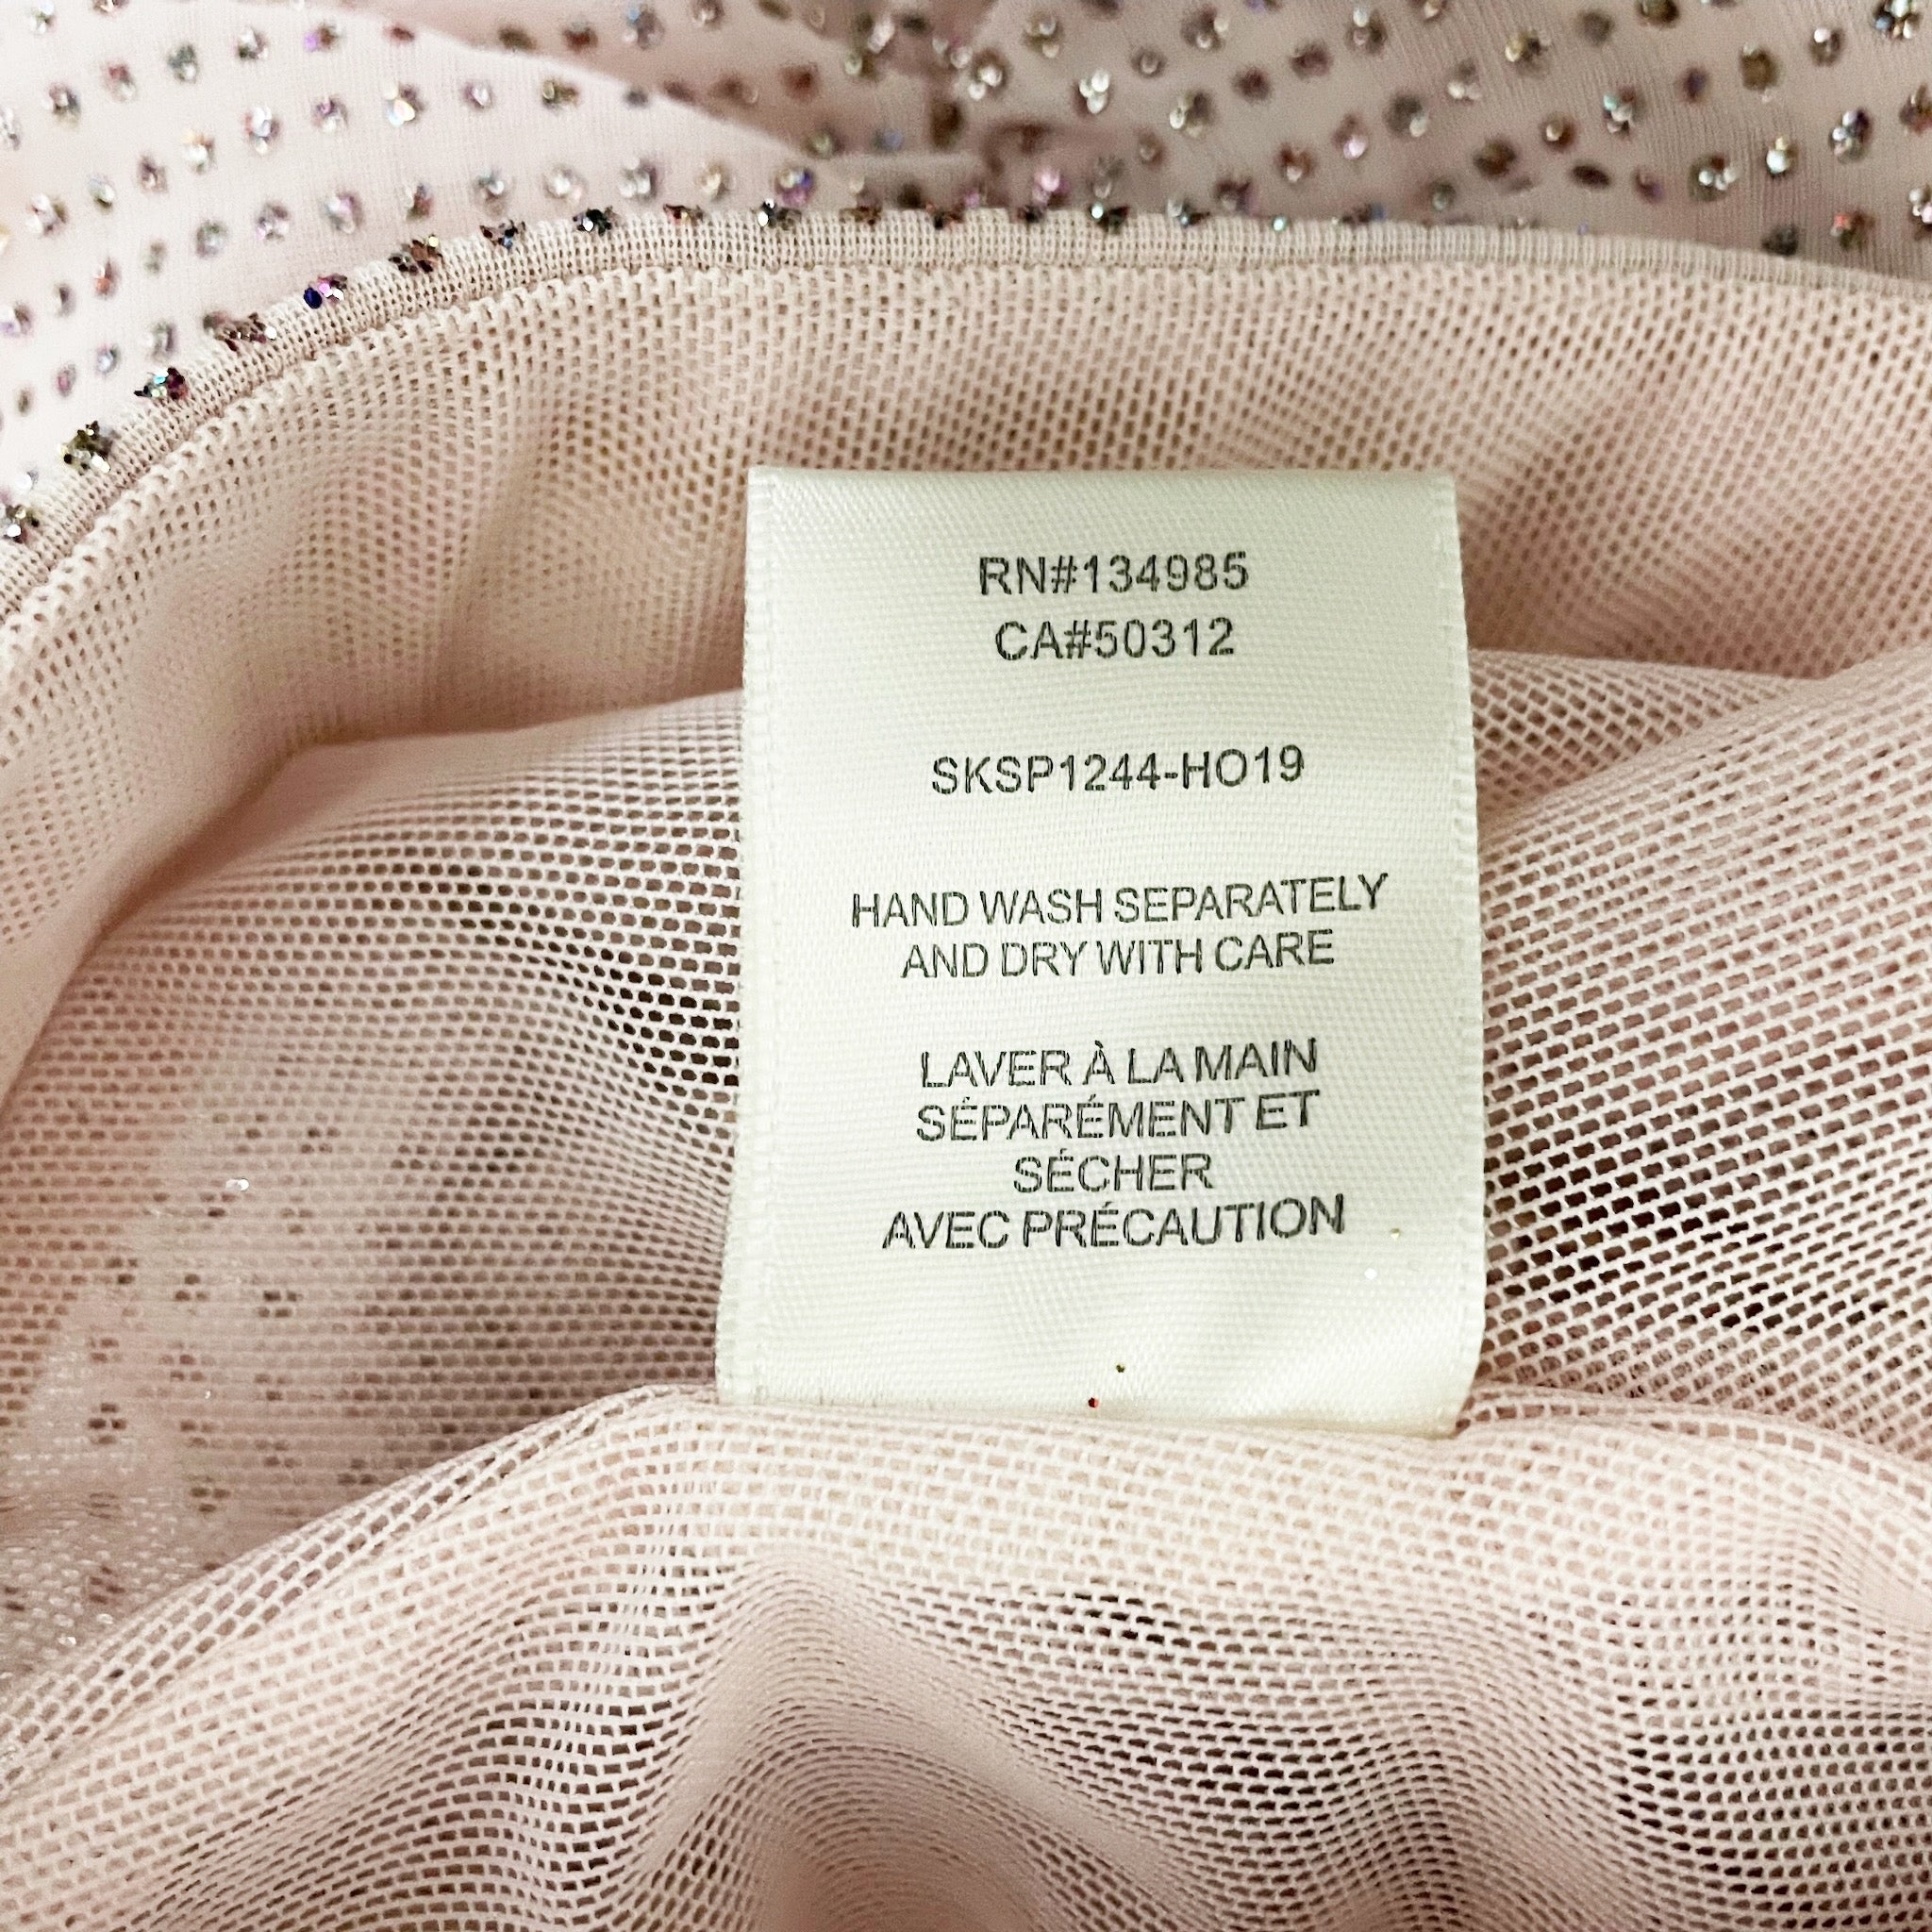 RN#134985
CA#50312
SKSP1244-HO19
HAND WASH SEPARATELY
AND DRY WITH CARE
LAVER À LA MAIN
SÉPARÉMENT ET
SÉCHER
AVEC PRÉCAUTION